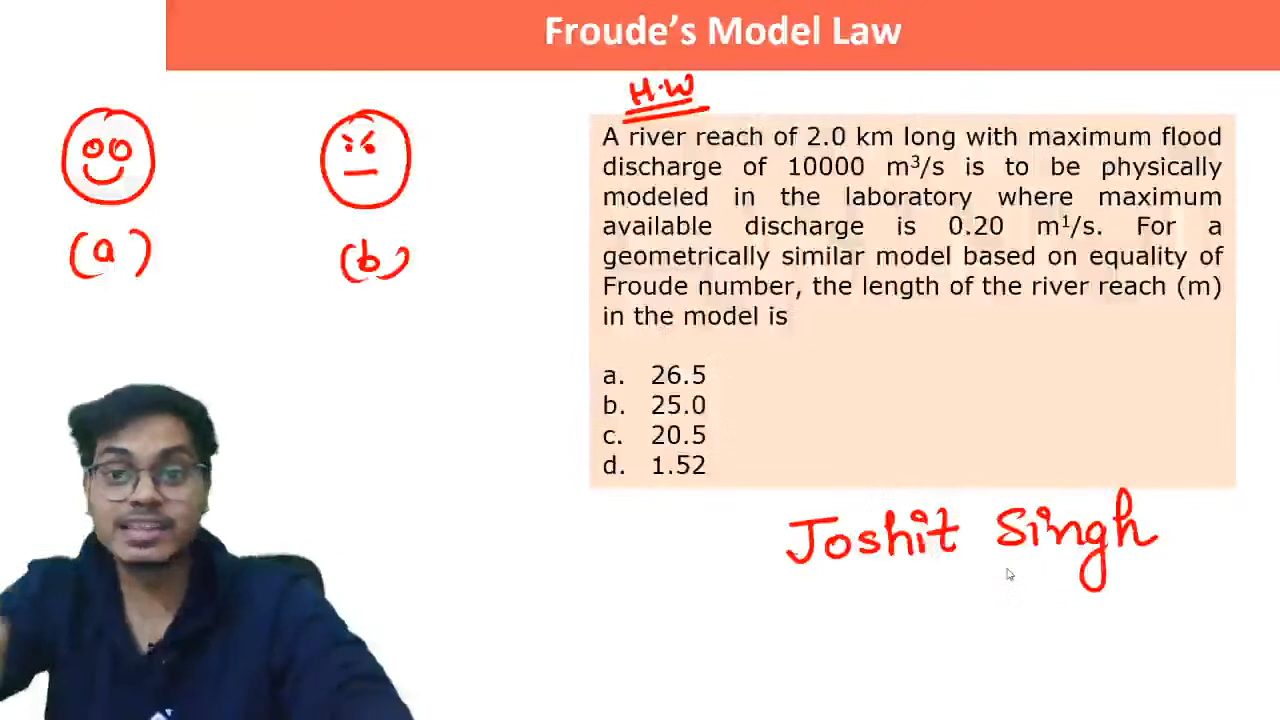 Froude's Model Law
H.W
A river reach of 2.0 km long with maximum flood
discharge of 10000 m³/s is to be physically
modeled in the laboratory where maximum
available discharge is 0.20 m¹/s. For a
geometrically similar model based on equality of
Froude number, the length of the river reach (m)
in the model is
a. 26.5
b. 25.0
c. 20.5
d. 1.52
(a)
(b)
Joshit Singh